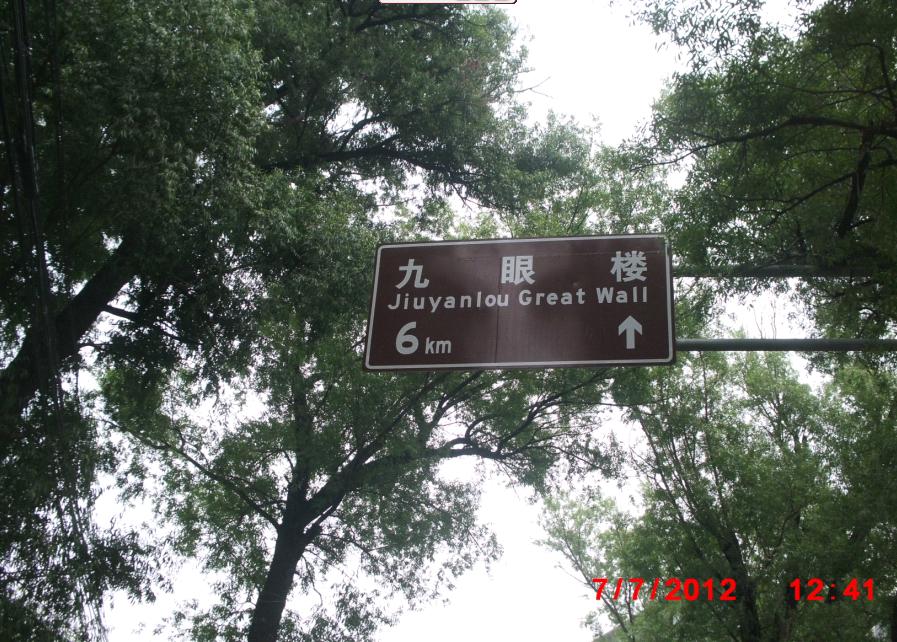 九 眼 楼
Jiuyanlou Great Wall
6 km ↑
7/7/2012 12:41